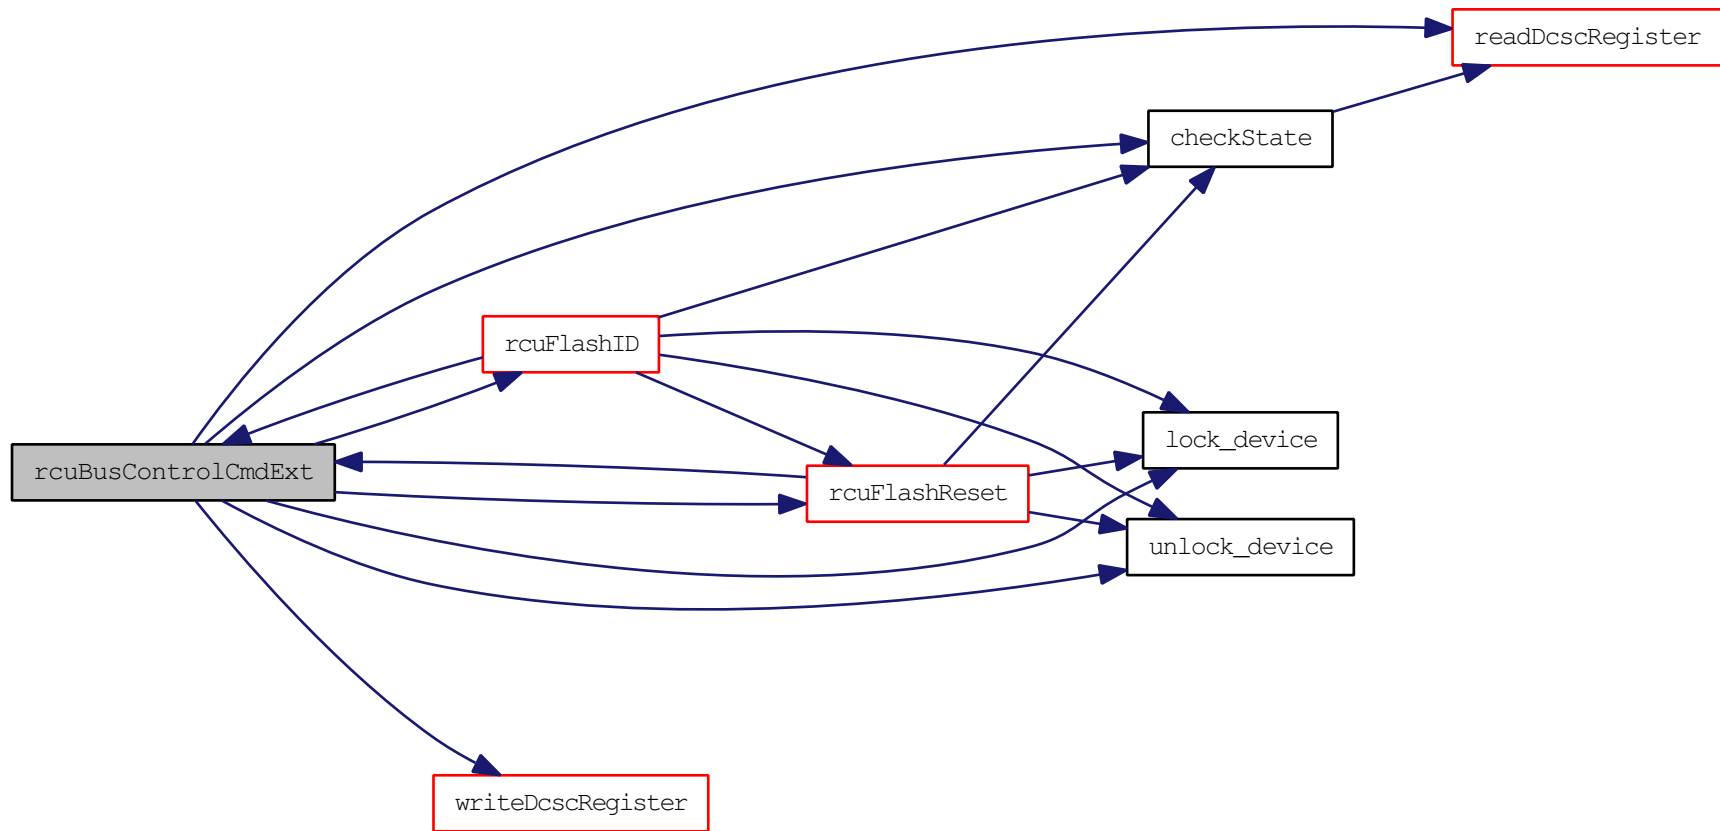 readDcscRegister
checkState
rcuFlashID
lock_device
rcuBusControlCmdExt
rcuFlashReset
unlock_device
writeDcscRegister